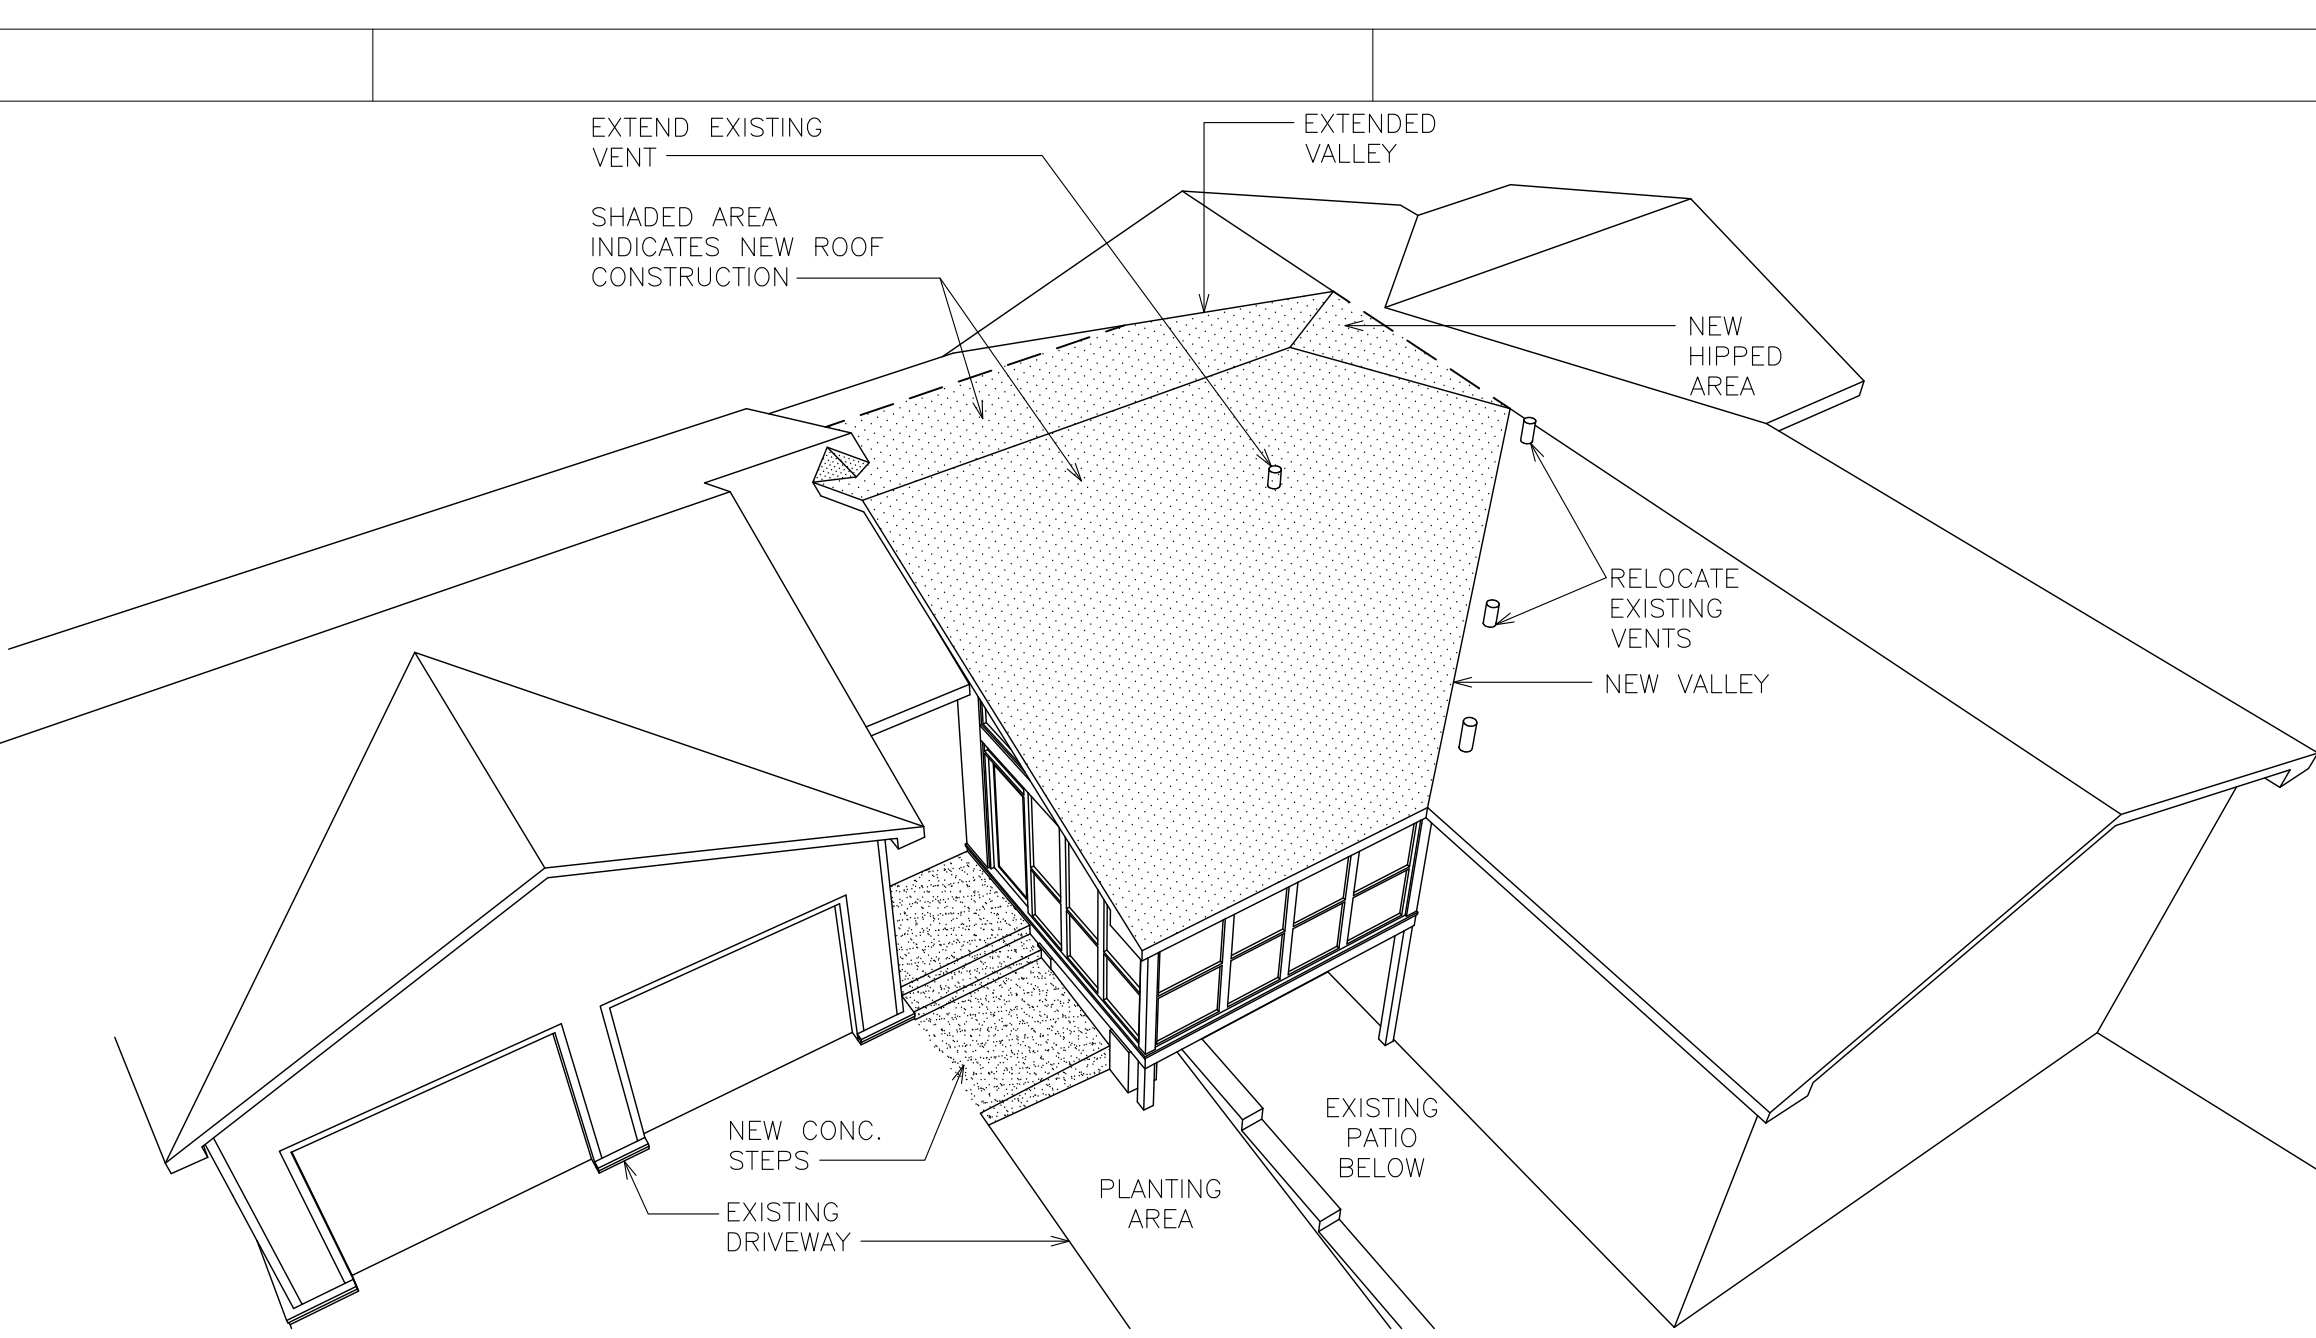 EXTEND EXISTING
VENT
EXTENDED
VALLEY
SHADED AREA
INDICATES NEW ROOF
CONSTRUCTION
NEW
HIPPED
AREA
RELOCATE
EXISTING
VENTS
NEW VALLEY
NEW CONC.
STEPS
EXISTING
DRIVEWAY
PLANTING
AREA
EXISTING
PATIO
BELOW